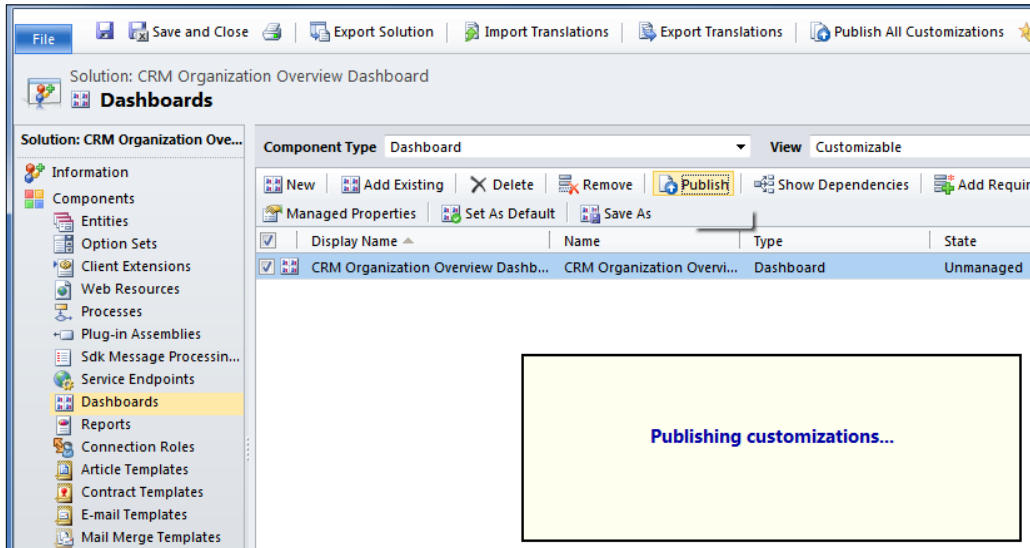 File
Save and Close
Export Solution
Import Translations
Export Translations
Publish All Customizations
Solution: CRM Organization Overview Dashboard
Dashboards
Solution: CRM Organization Ove...
Information
Components
Entities
Option Sets
Client Extensions
Web Resources
Processes
Plug-in Assemblies
Sdk Message Processin...
Service Endpoints
Dashboards
Reports
Connection Roles
Article Templates
Contract Templates
E-mail Templates
Mail Merge Templates
Component Type Dashboard View Customizable
New Add Existing Delete Remove Publish Show Dependencies Add Requir
Managed Properties Set As Default Save As
Display Name Name Type State
CRM Organization Overview Dashb... CRM Organization Overvi... Dashboard Unmanaged
Publishing customizations...